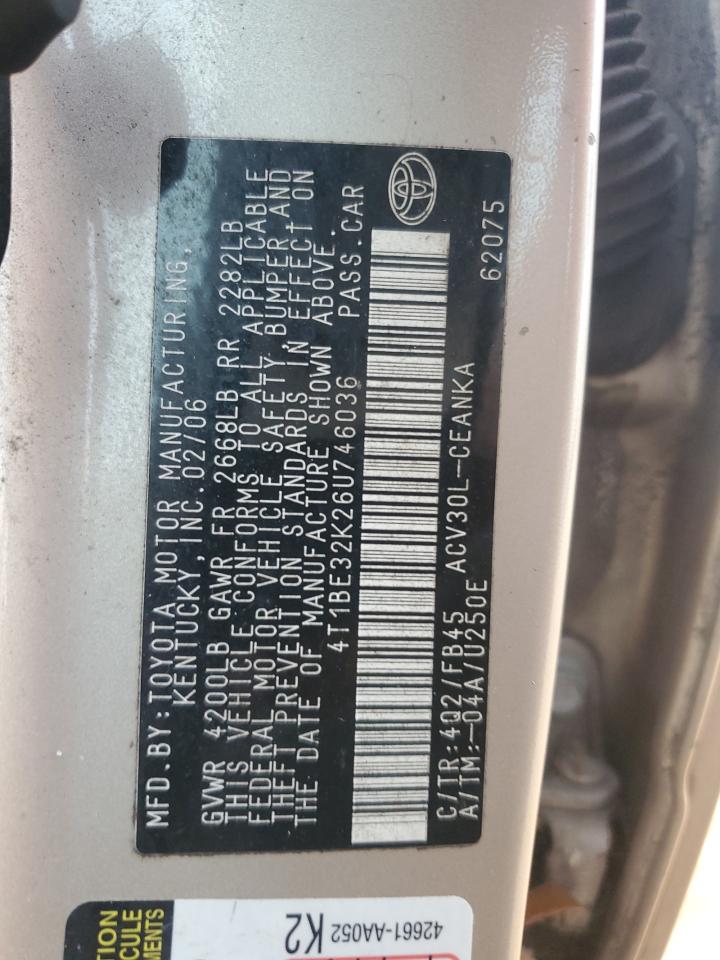 MFD.BY:TOYOTA MOTOR MANUFACTURING,
KENTUCKY,INC.02/06
GVWR 4200LB GAWR FR 2668LB RR 2282LB
THIS VEHICLE CONFORMS TO ALL APPLICABLE
FEDERAL MOTOR VEHICLE SAFETY,BUMPER,AND
THEFT PREVENTION STANDARDS IN EFFECT ON
THE DATE OF MANUFACTURE SHOWN ABOVE.
4T1BE32K26U746036 PASS.CAR
C/TR:4Q2/FB45 ACV30L-CEANKA
A/TM:-04A/U250E 62075
42661-AA052
K2